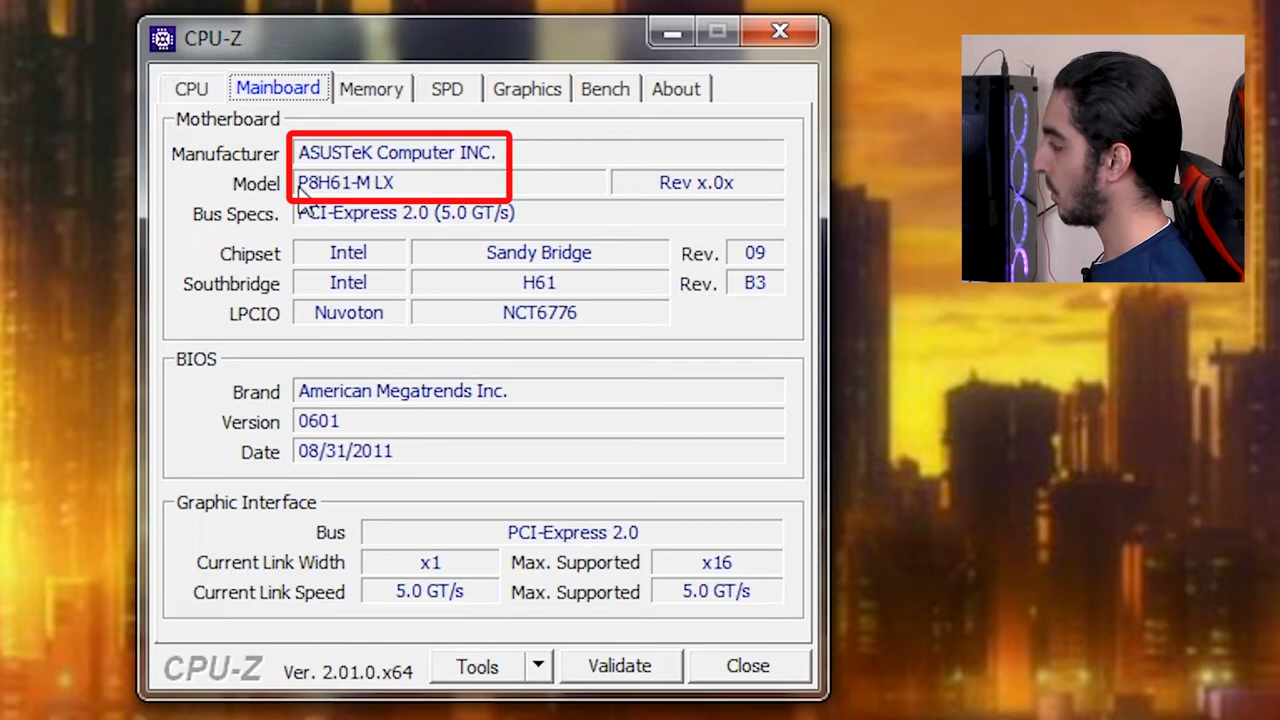 CPU-Z
CPU Mainboard Memory SPD Graphics Bench About
Motherboard
Manufacturer ASUSTeK Computer INC.
Model P8H61-M LX Rev x.0x
Bus Specs. PCI-Express 2.0 (5.0 GT/s)
Chipset Intel Sandy Bridge Rev. 09
Southbridge Intel H61 Rev. B3
LPCIO Nuvoton NCT6776
BIOS
Brand American Megatrends Inc.
Version 0601
Date 08/31/2011
Graphic Interface
Bus PCI-Express 2.0
Current Link Width x1 Max. Supported x16
Current Link Speed 5.0 GT/s Max. Supported 5.0 GT/s
CPU-Z Ver. 2.01.0.x64 Tools Validate Close